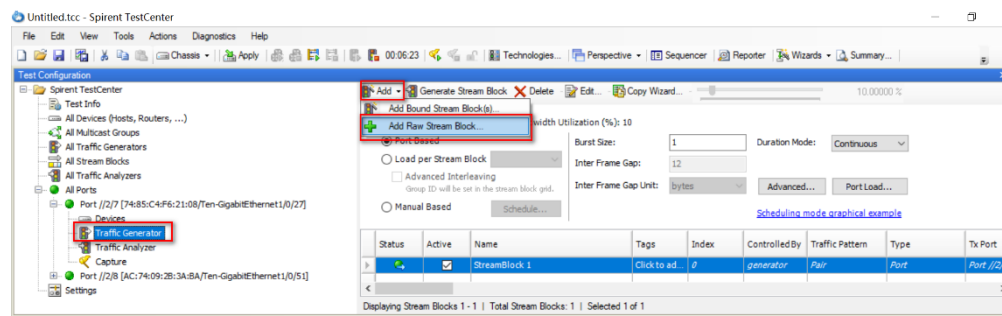 Untitled.tcc - Spirent TestCenter
File Edit View Tools Actions Diagnostics Help
Chassis Apply 00:06:23 Technologies... Perspective Sequencer Reporter Wizards Summary...
Test Configuration
Spirent TestCenter
Test Info
All Devices (Hosts, Routers, ...)
All Multicast Groups
All Traffic Generators
All Stream Blocks
All Traffic Analyzers
All Ports
Port //2/7 [74:85:C4:F6:21:08/Ten-GigabitEthernet1/0/27]
Devices
Traffic Generator
Traffic Analyzer
Capture
Port //2/8 [AC:74:09:2B:3A:BA/Ten-GigabitEthernet1/0/51]
Settings
Add Generate Stream Block Delete Edit... Copy Wizard... 10.00000 %
Add Bound Stream Block(s)...
Add Raw Stream Block...
width Utilization (%): 10
Port Based Burst Size: 1 Duration Mode: Continuous
Load per Stream Block Inter Frame Gap: 12
Advanced Interleaving
Group ID will be set in the stream block grid.
Inter Frame Gap Unit: bytes Advanced... Port Load...
Manual Based Schedule...
Scheduling mode graphical example
Status Active Name Tags Index Controlled By Traffic Pattern Type Tx Port
StreamBlock 1 Click to ad... 0 generator Pair Port Port //2/
Displaying Stream Blocks 1 - 1 | Total Stream Blocks: 1 | Selected 1 of 1